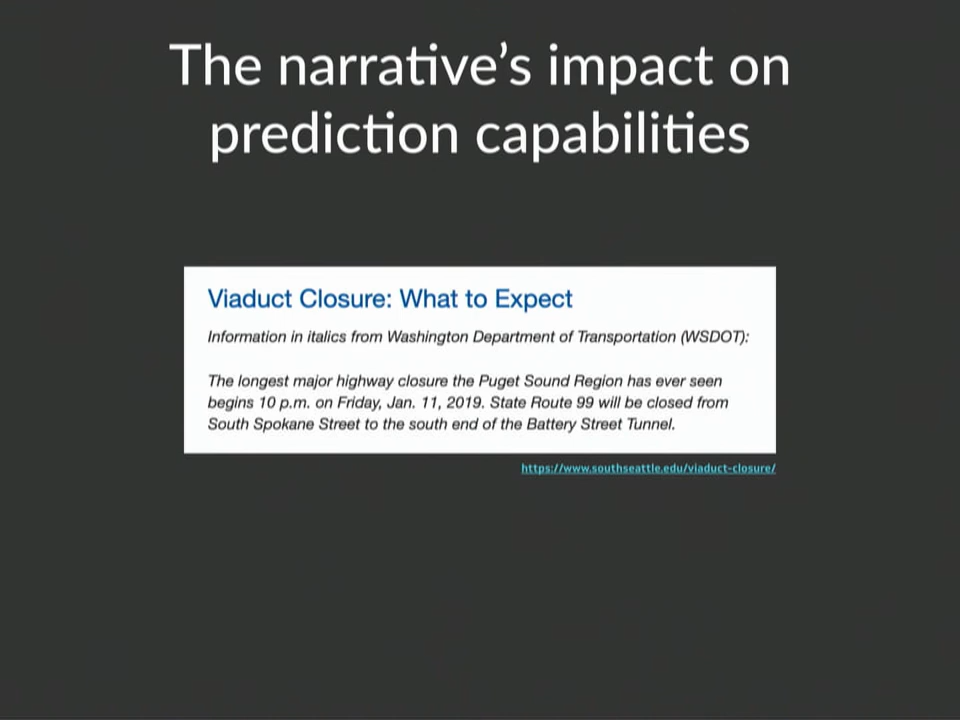 The narrative’s impact on
prediction capabilities
Viaduct Closure: What to Expect
Information in italics from Washington Department of Transportation (WSDOT):
The longest major highway closure the Puget Sound Region has ever seen
begins 10 p.m. on Friday, Jan. 11, 2019. State Route 99 will be closed from
South Spokane Street to the south end of the Battery Street Tunnel.
https://www.southseattle.edu/viaduct-closure/